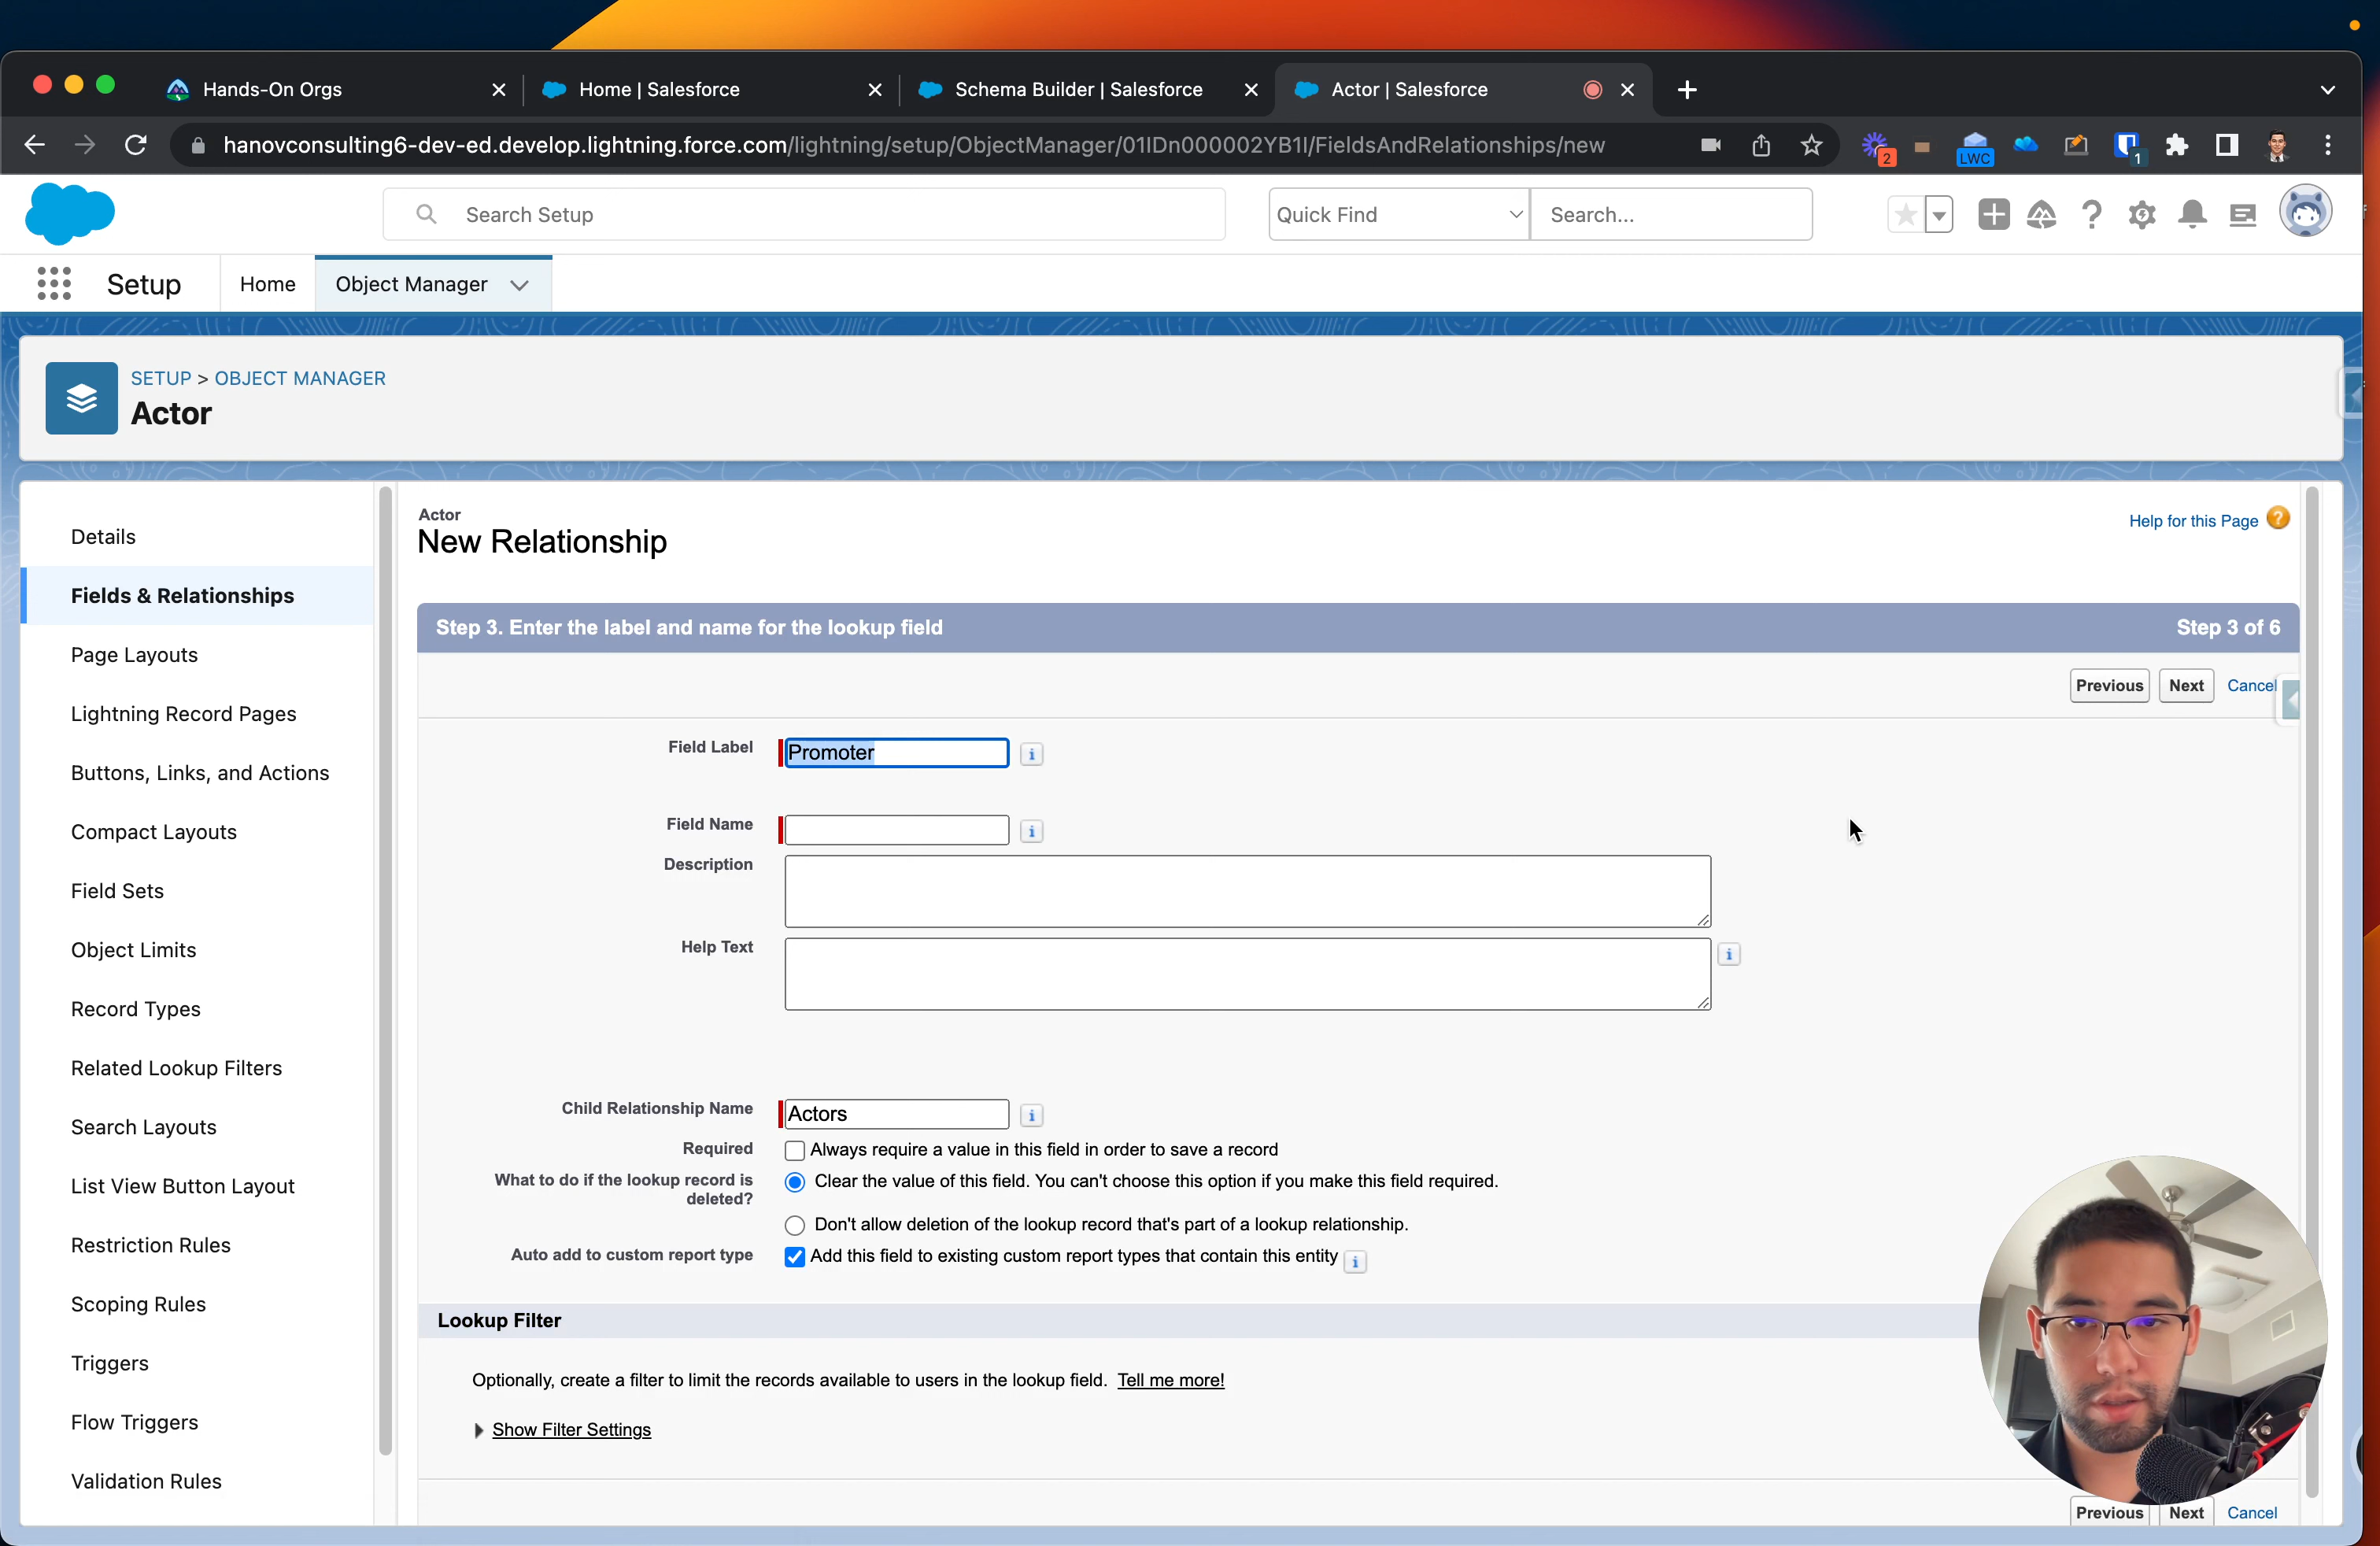 Hands-On Orgs
Home | Salesforce
Schema Builder | Salesforce
Actor | Salesforce
hanovconsulting6-dev-ed.develop.lightning.force.com/lightning/setup/ObjectManager/01IDn000002YB1I/FieldsAndRelationships/new
2
LWC
1
Search Setup
Quick Find
Search...
Setup
Home
Object Manager
SETUP > OBJECT MANAGER
Actor
Details
Fields & Relationships
Page Layouts
Lightning Record Pages
Buttons, Links, and Actions
Compact Layouts
Field Sets
Object Limits
Record Types
Related Lookup Filters
Search Layouts
List View Button Layout
Restriction Rules
Scoping Rules
Triggers
Flow Triggers
Validation Rules
Actor
New Relationship
Help for this Page
Step 3. Enter the label and name for the lookup field
Step 3 of 6
Previous
Next
Cancel
Field Label
Promoter
Field Name
Description
Help Text
Child Relationship Name
Actors
Required
Always require a value in this field in order to save a record
What to do if the lookup record is
deleted?
Clear the value of this field. You can't choose this option if you make this field required.
Don't allow deletion of the lookup record that's part of a lookup relationship.
Auto add to custom report type
Add this field to existing custom report types that contain this entity
Lookup Filter
Optionally, create a filter to limit the records available to users in the lookup field. Tell me more!
Show Filter Settings
Previous
Next
Cancel